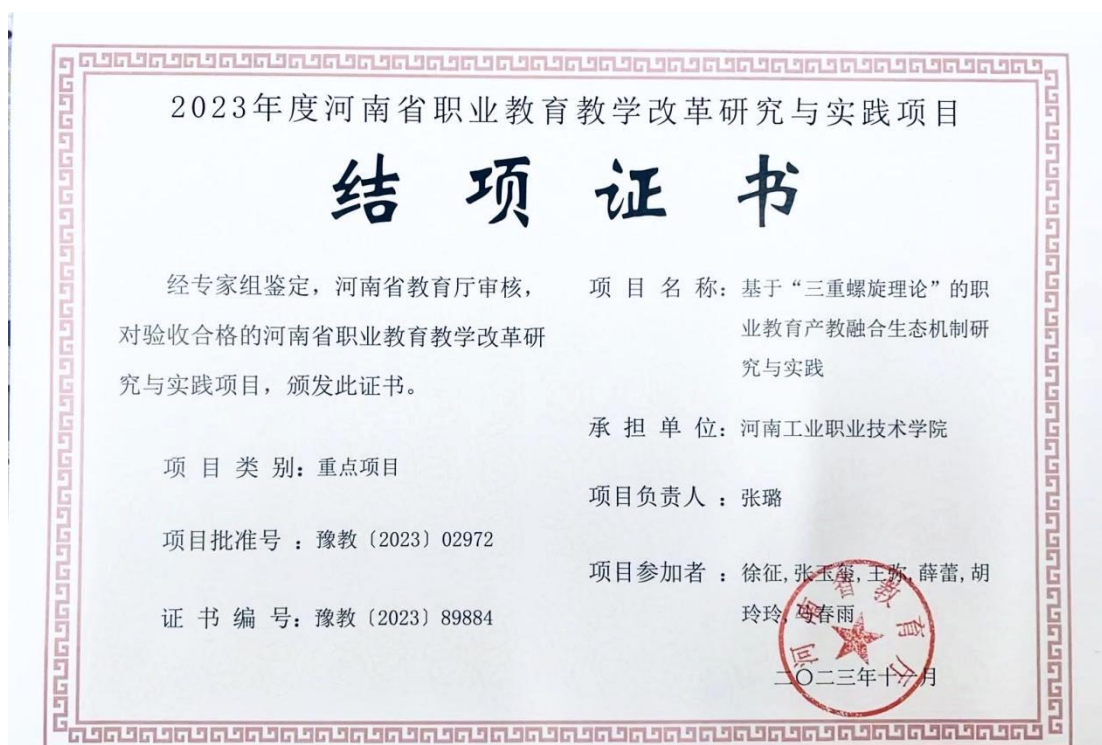 2023年度河南省职业教育教学改革研究与实践项目
结项证书
经专家组鉴定，河南省教育厅审核，
对验收合格的河南省职业教育教学改革研
究与实践项目，颁发此证书。
项目类别：重点项目
项目批准号：豫教〔2023〕02972
证书编号：豫教〔2023〕89884
项目名称：基于“三重螺旋理论”的职
业教育产教融合生态机制研
究与实践
承担单位：河南工业职业技术学院
项目负责人：张璐
项目参加者：徐征,张玉玺,王弥,薛蕾,胡
玲玲,马春雨
河南省教育厅
二〇二三年十一月